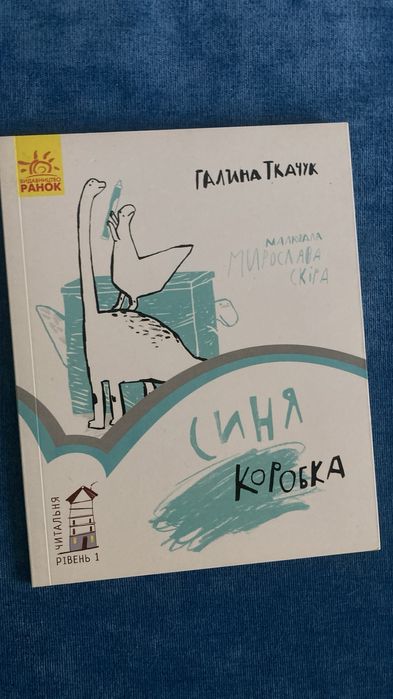 ВИДАВНИЦТВО
РАНОК
ГАЛИНА ТКАЧУК
МАЛЮВАЛА
МИРОСЛАВА
СКІРА
СИНЯ
КОРОБКА
ЧИТАЛЬНЯ
РІВЕНЬ 1